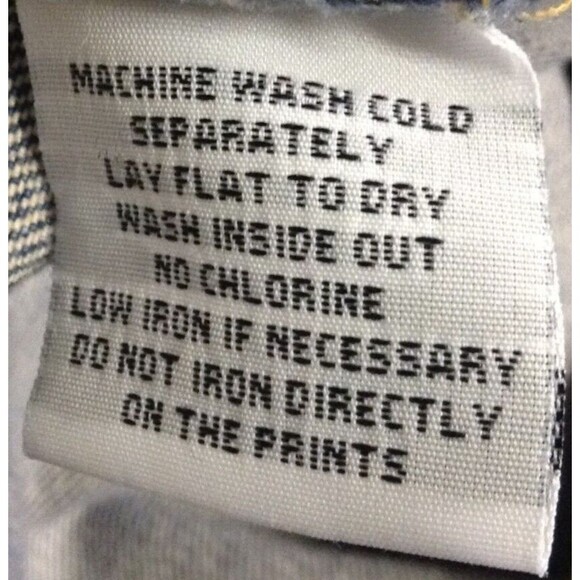 MACHINE WASH COLD
SEPARATELY
LAY FLAT TO DRY
WASH INSIDE OUT
NO CHLORINE
LOW IRON IF NECESSARY
DO NOT IRON DIRECTLY
ON THE PRINTS